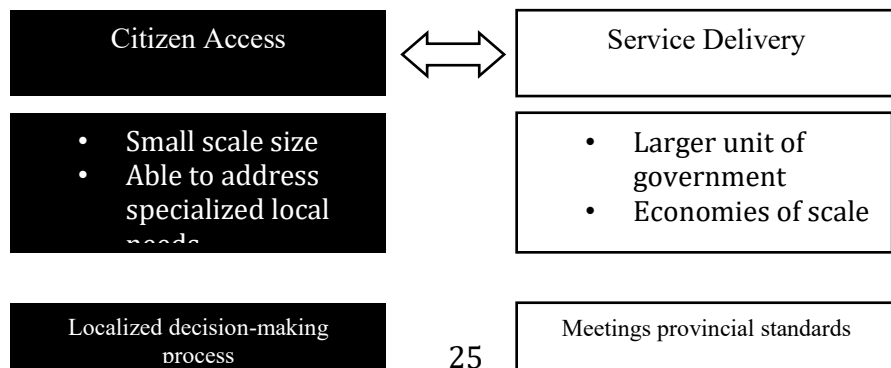 Citizen Access
Service Delivery
• Small scale size
• Able to address
specialized local
needs
• Larger unit of
government
• Economies of scale
Localized decision-making
process
25
Meetings provincial standards